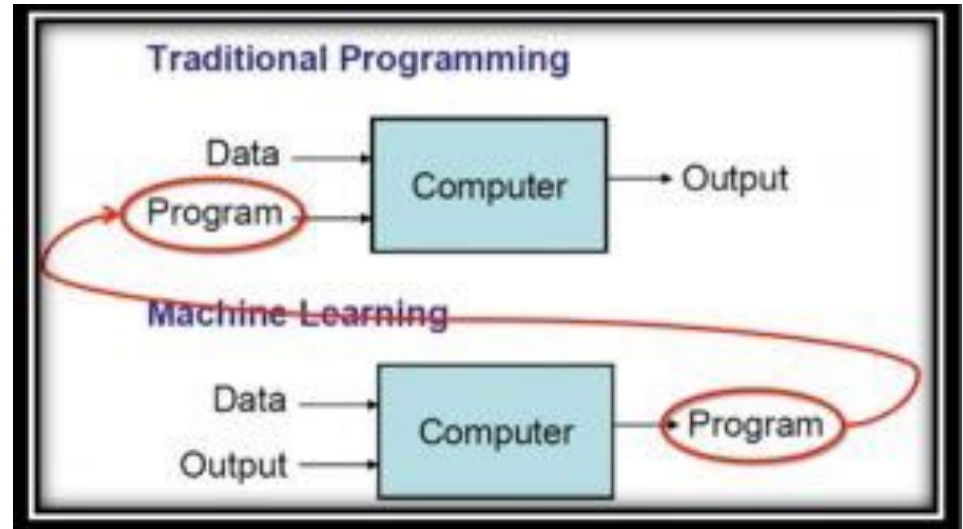 Traditional Programming
Data
Computer
Output
Program
Machine Learning
Data
Computer
Program
Output